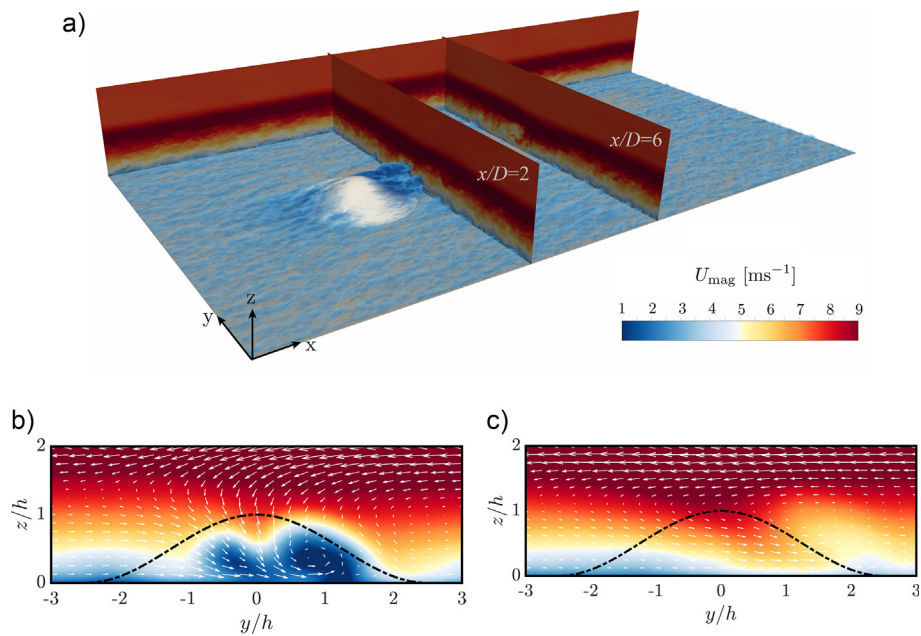 a)
x/D=2
x/D=6
U_mag [ms⁻¹]
1 2 3 4 5 6 7 8 9
z
y
x
b)
c)
2
1
0
z/h
-3 -2 -1 0 1 2 3
y/h
2
1
0
z/h
-3 -2 -1 0 1 2 3
y/h